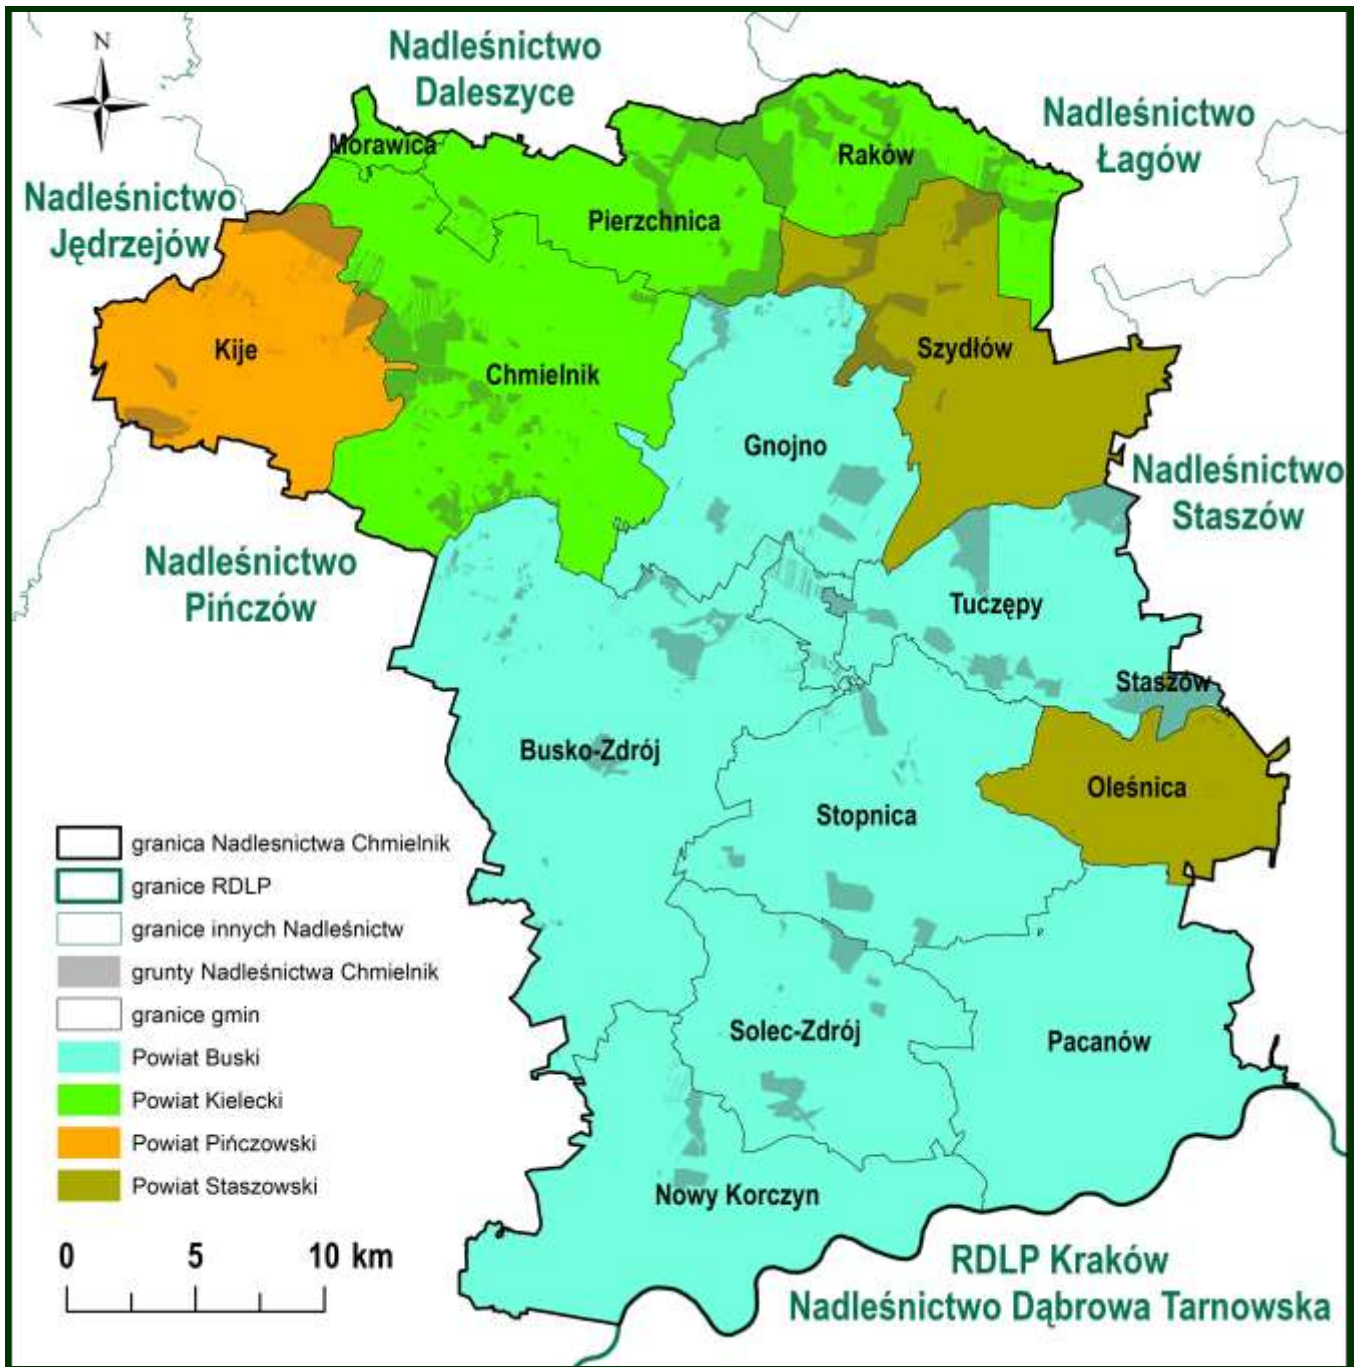 N
Nadleśnictwo
Daleszyce
Nadleśnictwo
Łagów
Morawica
Raków
Nadleśnictwo
Jędrzejów
Pierzchnica
Kije
Szydłów
Chmielnik
Gnojno
Nadleśnictwo
Staszów
Nadleśnictwo
Pińczów
Tuczępy
Staszów
Busko-Zdrój
Oleśnica
Stopnica
granica Nadlesnictwa Chmielnik
granice RDLP
granice innych Nadleśnictw
grunty Nadleśnictwa Chmielnik
granice gmin
Powiat Buski
Powiat Kielecki
Powiat Pińczowski
Powiat Staszowski
Solec-Zdrój
Pacanów
Nowy Korczyn
0 5 10 km
RDLP Kraków
Nadleśnictwo Dąbrowa Tarnowska